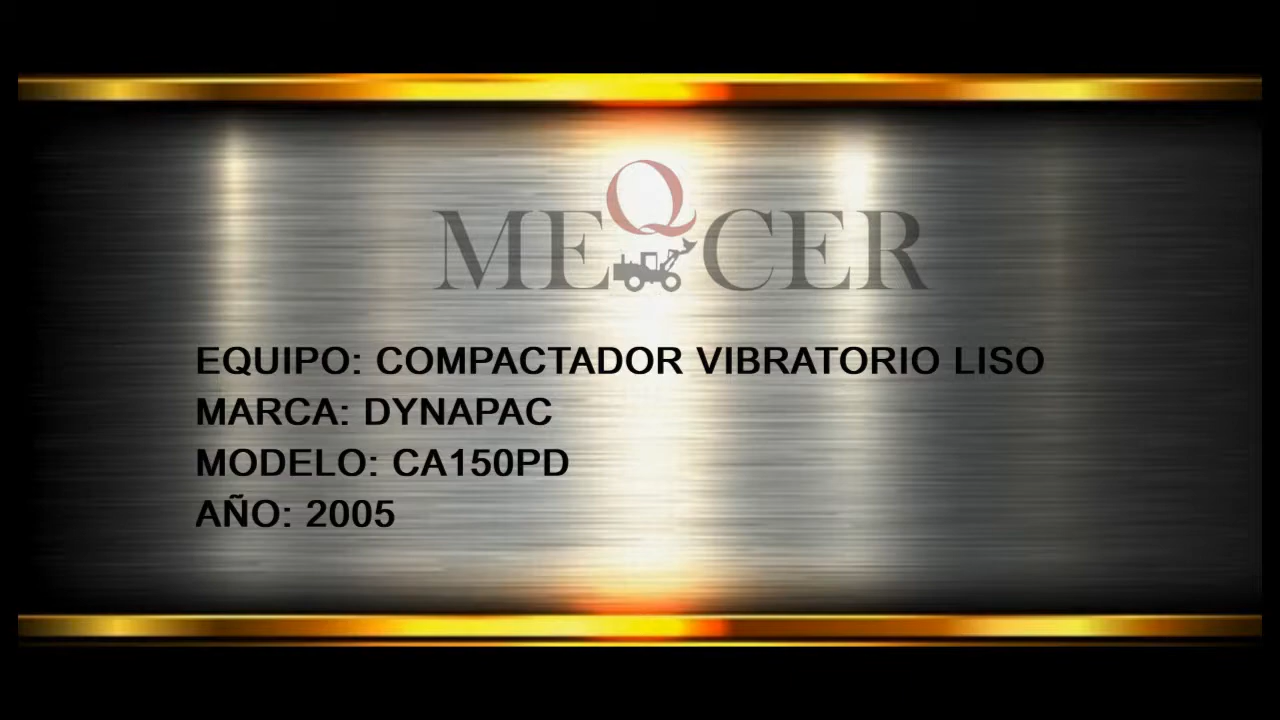 MEQCER
EQUIPO: COMPACTADOR VIBRATORIO LISO
MARCA: DYNAPAC
MODELO: CA150PD
AÑO: 2005